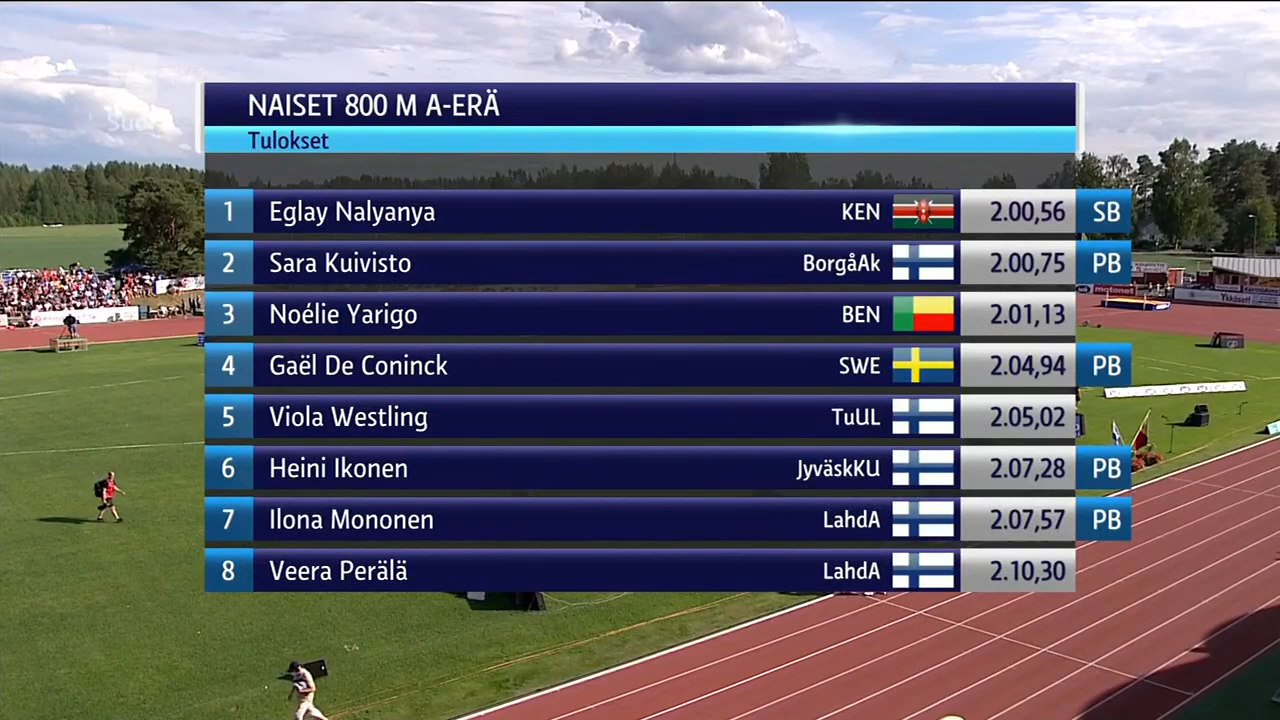 NAISET 800 M A-ERÄ
Tulokset
1 Eglay Nalyanya KEN 2.00,56 SB
2 Sara Kuivisto BorgåAk 2.00,75 PB
3 Noélie Yarigo BEN 2.01,13
4 Gaël De Coninck SWE 2.04,94 PB
5 Viola Westling TuUL 2.05,02
6 Heini Ikonen JyväskKU 2.07,28 PB
7 Ilona Mononen LahdA 2.07,57 PB
8 Veera Perälä LahdA 2.10,30